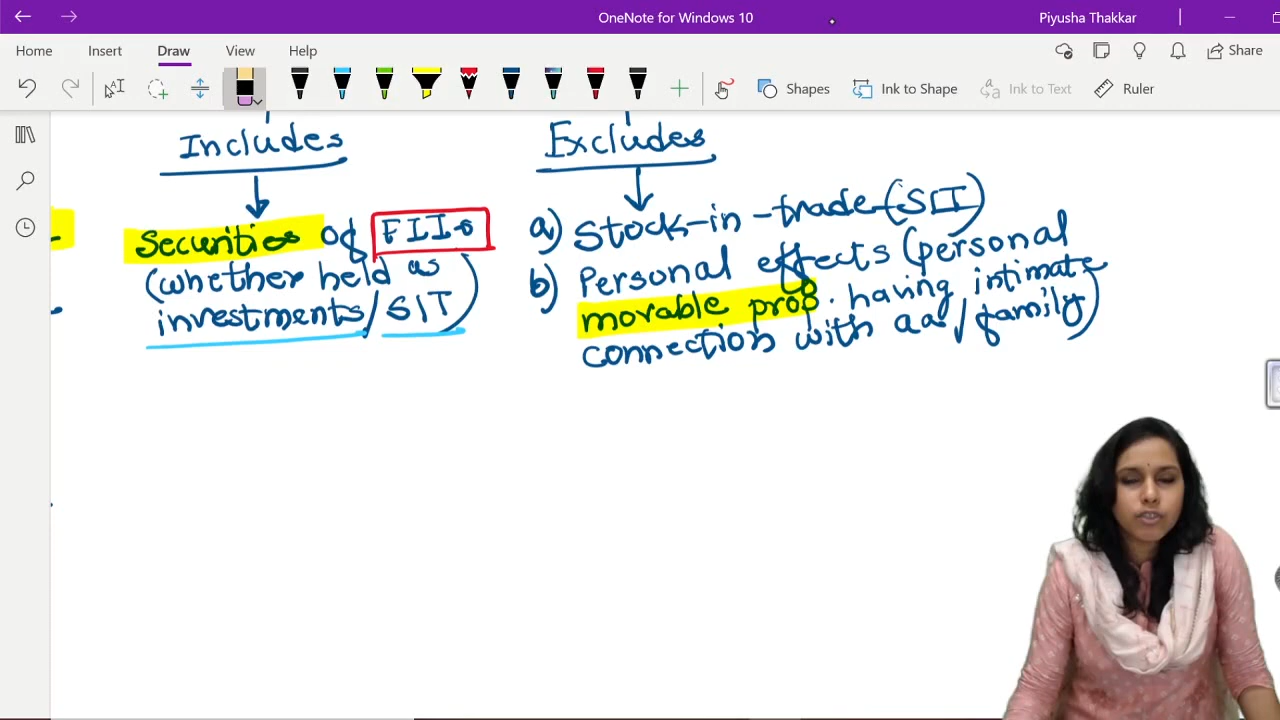 OneNote for Windows 10
Piyusha Thakkar
Home Insert Draw View Help
Share
Shapes
Ink to Shape
Ink to Text
Ruler
Includes
Securities of FIIs
(whether held as
investments/SIT)
Excludes
a) Stock-in-trade (SIT)
b) Personal effects (personal
movable prop. having intimate
connection with aa/family)